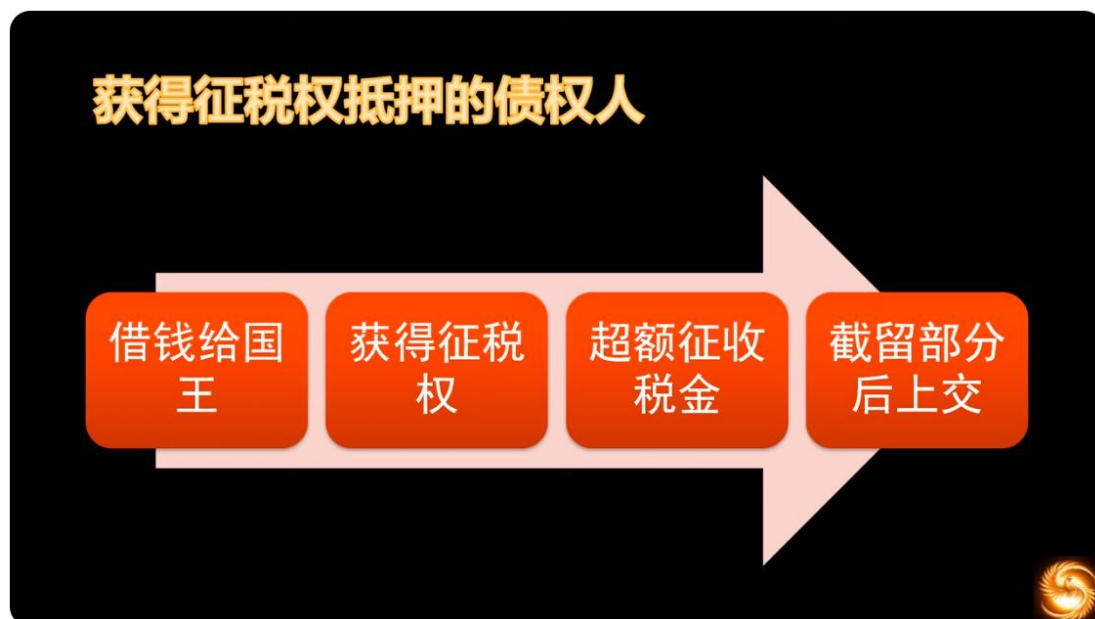 获得征税权抵押的债权人
借钱给国
王
获得征税
权
超额征收
税金
截留部分
后上交